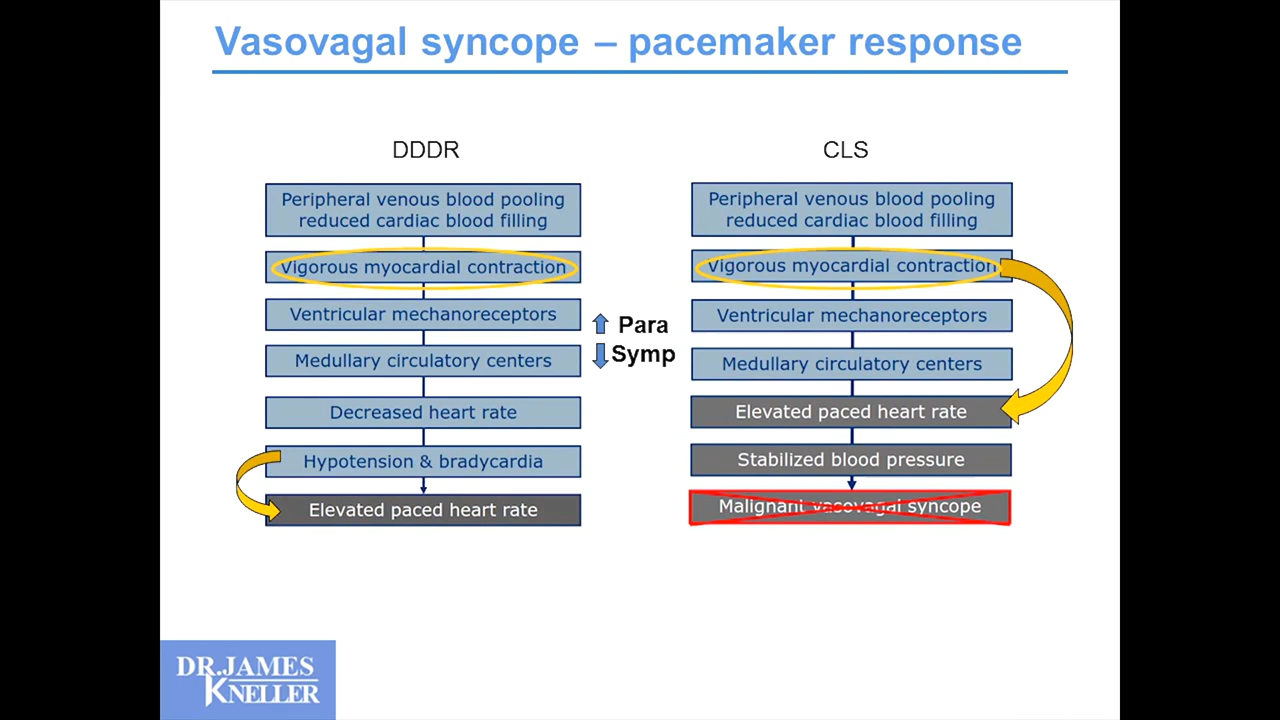 Vasovagal syncope – pacemaker response
DDDR
Peripheral venous blood pooling
reduced cardiac blood filling
Vigorous myocardial contraction
Ventricular mechanoreceptors
Medullary circulatory centers
Decreased heart rate
Hypotension & bradycardia
Elevated paced heart rate
Para
Symp
CLS
Peripheral venous blood pooling
reduced cardiac blood filling
Vigorous myocardial contraction
Ventricular mechanoreceptors
Medullary circulatory centers
Elevated paced heart rate
Stabilized blood pressure
Malignant vasovagal syncope
DR.JAMES
KNELLER